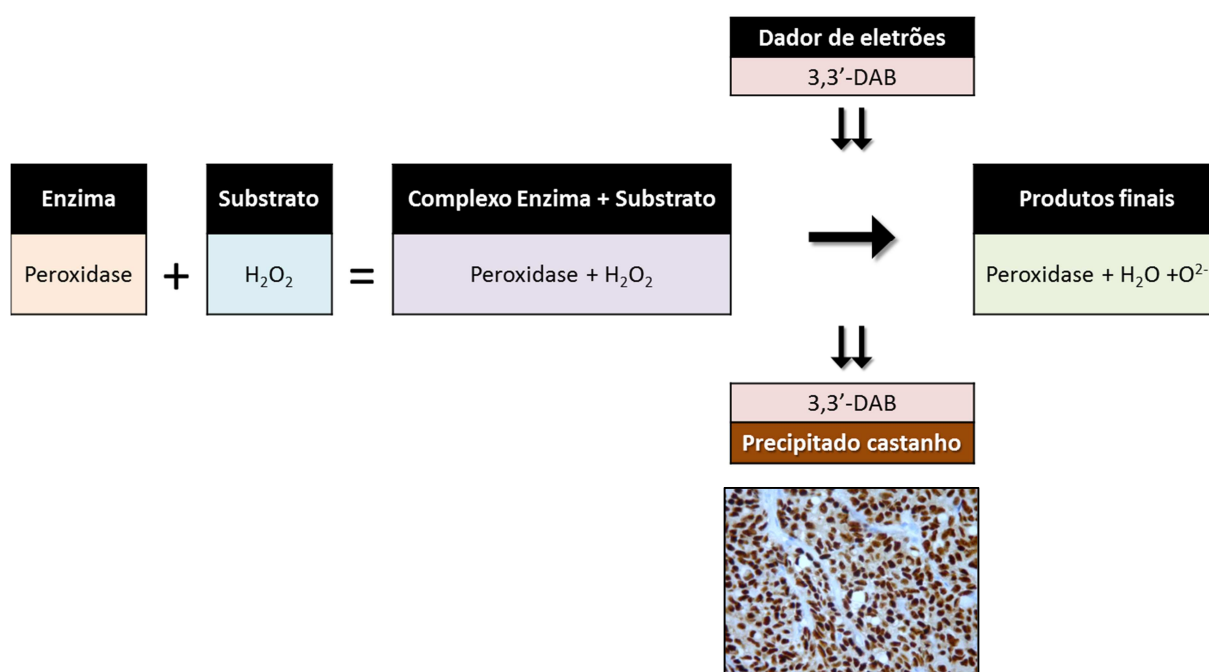 Dador de eletrões
3,3’-DAB
Enzima
Substrato
Complexo Enzima + Substrato
Produtos finais
Peroxidase
+
H₂O₂
=
Peroxidase + H₂O₂
Peroxidase + H₂O +O²⁻
3,3’-DAB
Precipitado castanho